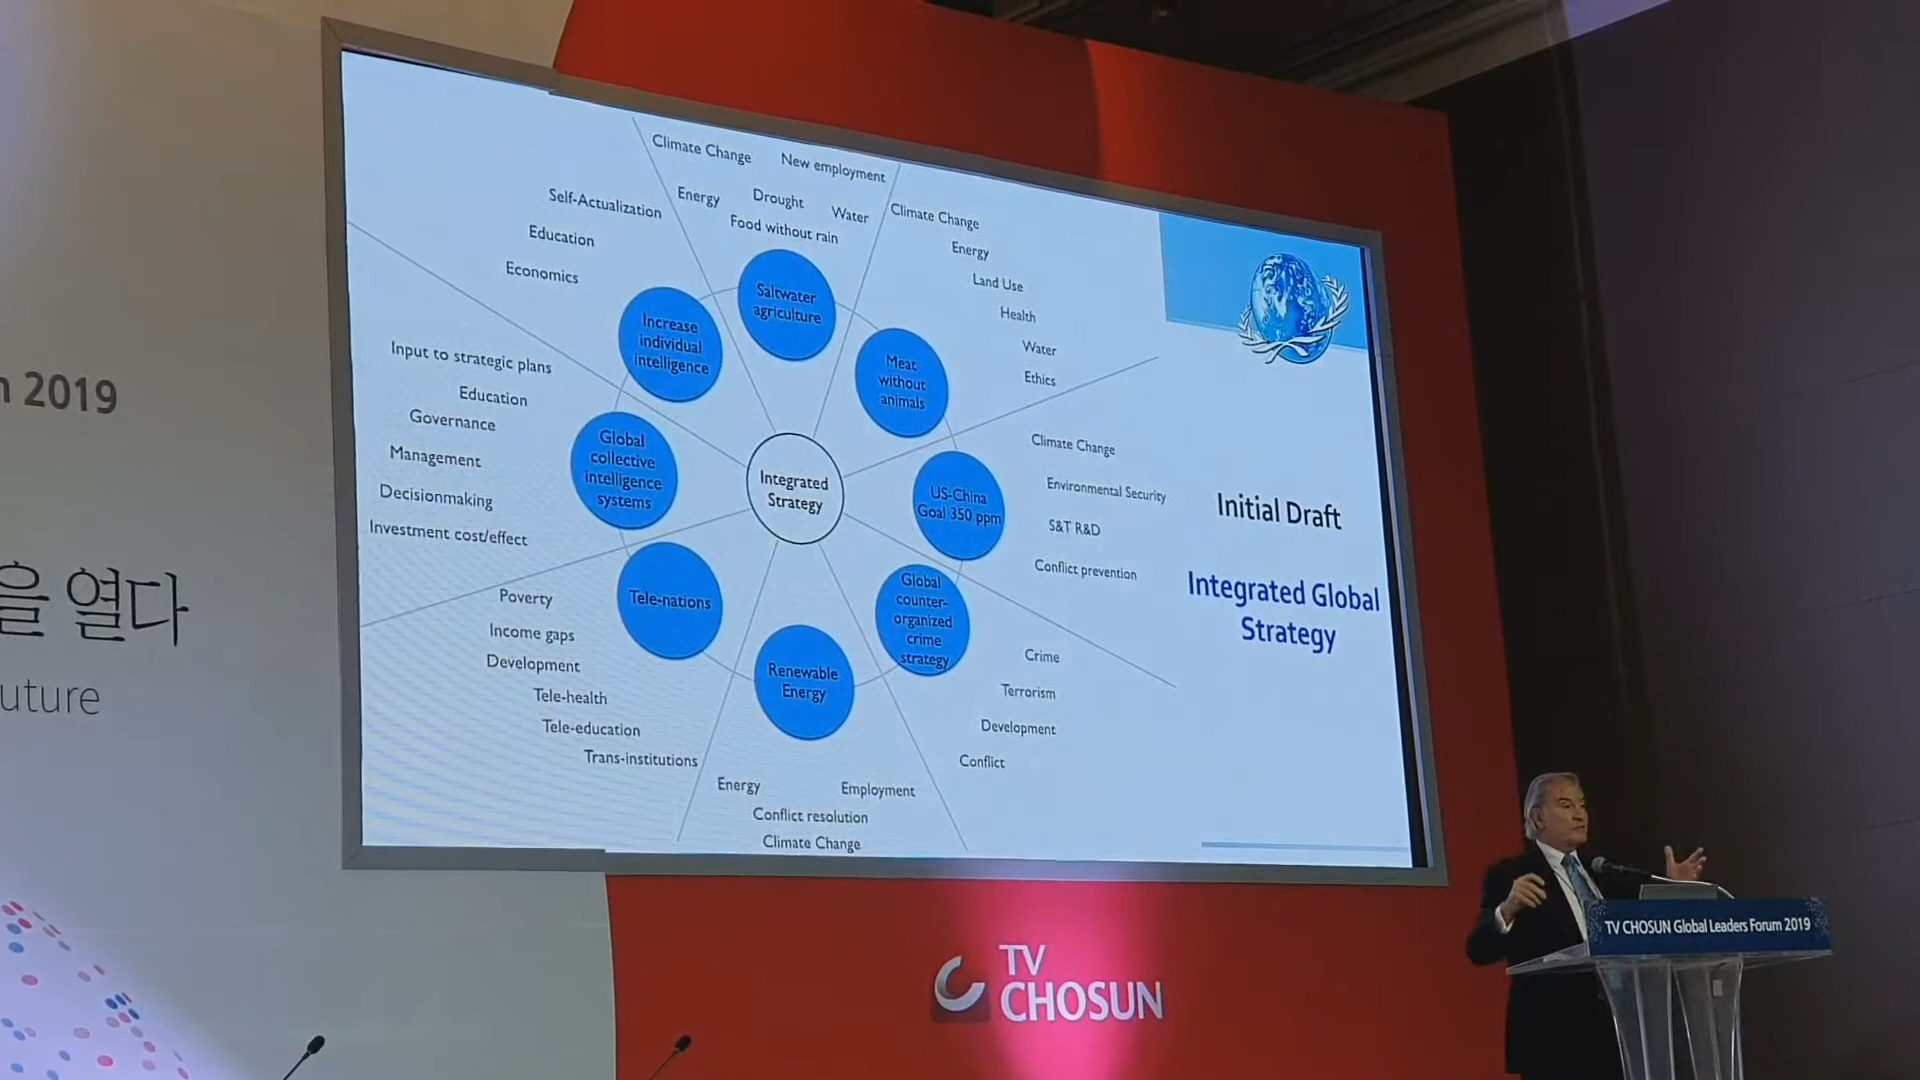 2019
을 열다
uture
Climate Change
New employment
Energy
Drought
Water
Food without rain
Self-Actualization
Education
Economics
Climate Change
Energy
Land Use
Health
Water
Ethics
Saltwater
agriculture
Increase
individual
intelligence
Meat
without
animals
Input to strategic plans
Education
Governance
Management
Decisionmaking
Investment cost/effect
Global
collective
intelligence
systems
Integrated
Strategy
US-China
Goal 350 ppm
Climate Change
Environmental Security
S&T R&D
Conflict prevention
Initial Draft
Integrated Global
Strategy
Tele-nations
Global
counter-
organized
crime
strategy
Renewable
Energy
Poverty
Income gaps
Development
Tele-health
Tele-education
Trans-institutions
Crime
Terrorism
Development
Conflict
Energy
Employment
Conflict resolution
Climate Change
TV CHOSUN Global Leaders Forum 2019
TV
CHOSUN